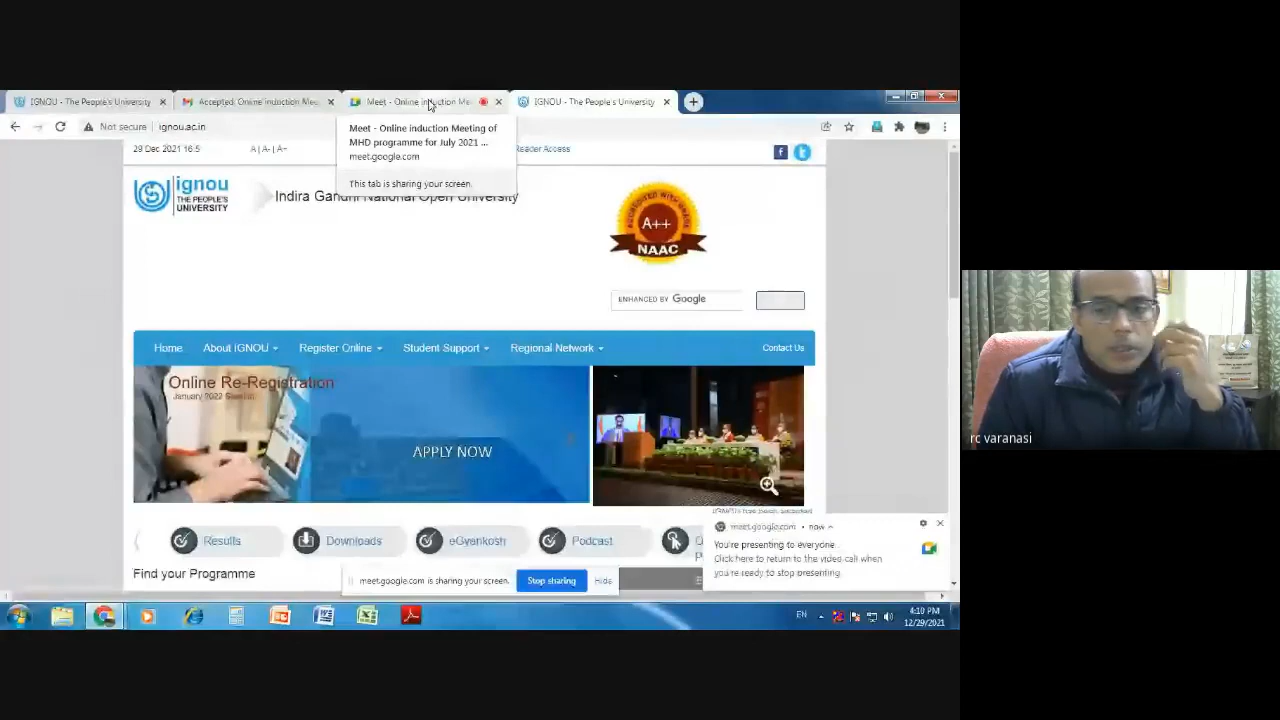 IGNOU - The People's University
Accepted: Online induction Mee
Meet - Online induction Me
IGNOU - The People's University
Not secure
ignou.ac.in
Meet - Online induction Meeting of
MHD programme for July 2021 ...
meet.google.com
This tab is sharing your screen.
29 Dec 2021 16:5
A | A- | A+
Reader Access
ignou
THE PEOPLE'S
UNIVERSITY
Indira Gandhi National Open University
ACCREDITED WITH GRADE
A++
NAAC
ENHANCED BY Google
Home
About IGNOU
Register Online
Student Support
Regional Network
Contact Us
Online Re-Registration
January 2022 Session
APPLY NOW
Results
Downloads
eGyankosh
Podcast
Find your Programme
meet.google.com • now
You're presenting to everyone
Click here to return to the video call when
you're ready to stop presenting.
meet.google.com is sharing your screen.
Stop sharing
Hide
EN
4:10 PM
12/29/2021
rc varanasi